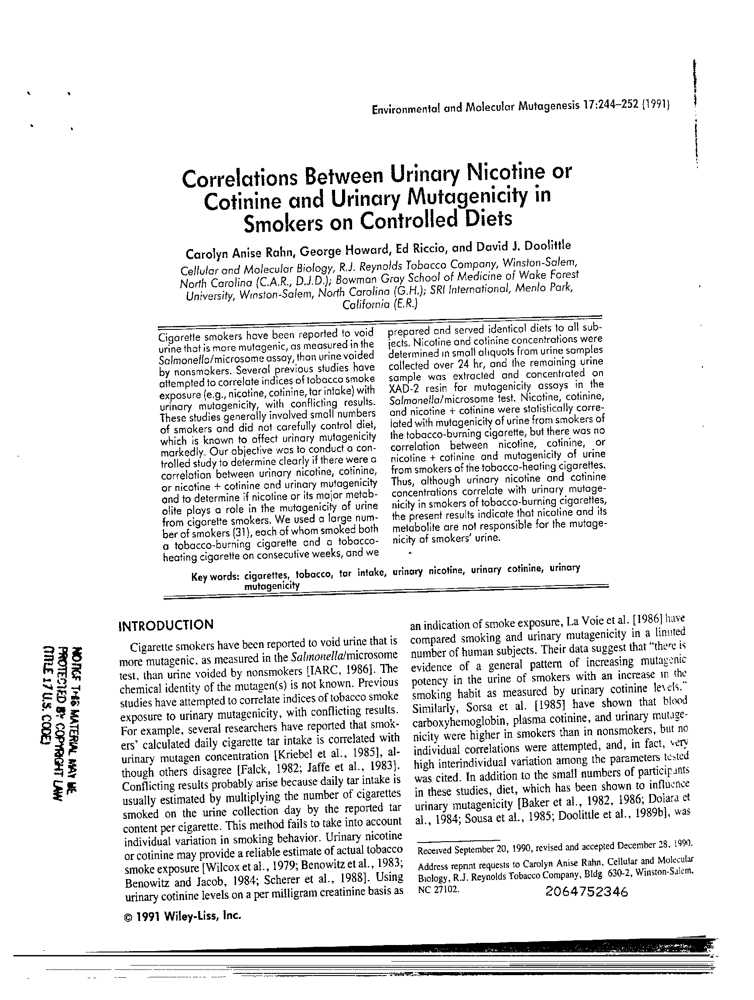 Environmental and Molecular Mutagenesis 17:244–252 (1991)
Correlations Between Urinary Nicotine or
Cotinine and Urinary Mutagenicity in
Smokers on Controlled Diets
Carolyn Anise Rahn, George Howard, Ed Riccio, and David J. Doolittle
Cellular and Molecular Biology, R.J. Reynolds Tobacco Company, Winston-Salem,
North Carolina (C.A.R., D.J.D.); Bowman Gray School of Medicine of Wake Forest
University, Winston-Salem, North Carolina (G.H.); SRI International, Menlo Park,
California (E.R.)
Cigarette smokers have been reported to void
urine that is more mutagenic, as measured in the
Salmonella/microsome assay, than urine voided
by nonsmokers. Several previous studies have
attempted to correlate indices of tobacco smoke
exposure (e.g., nicotine, cotinine, tar intake) with
urinary mutagenicity, with conflicting results.
These studies generally involved small numbers
of smokers and did not carefully control diet,
which is known to affect urinary mutagenicity
markedly. Our objective was to conduct a con-
trolled study to determine clearly if there were a
correlation between urinary nicotine, cotinine,
or nicotine + cotinine and urinary mutagenicity
and to determine if nicotine or its major metab-
olite plays a role in the mutagenicity of urine
from cigarette smokers. We used a large num-
ber of smokers (31), each of whom smoked both
a tobacco-burning cigarette and a tobacco-
heating cigarette on consecutive weeks, and we
prepared and served identical diets to all sub-
jects. Nicotine and cotinine concentrations were
determined in small aliquots from urine samples
collected over 24 hr, and the remaining urine
sample was extracted and concentrated on
XAD-2 resin for mutagenicity assays in the
Salmonella/microsome test. Nicotine, cotinine,
and nicotine + cotinine were statistically corre-
lated with mutagenicity of urine from smokers of
the tobacco-burning cigarette, but there was no
correlation between nicotine, cotinine, or
nicotine + cotinine and mutagenicity of urine
from smokers of the tobacco-heating cigarettes.
Thus, although urinary nicotine and cotinine
concentrations correlate with urinary mutage-
nicity in smokers of tobacco-burning cigarettes,
the present results indicate that nicotine and its
metabolite are not responsible for the mutage-
nicity of smokers' urine.
Key words: cigarettes, tobacco, tar intake, urinary nicotine, urinary cotinine, urinary
mutagenicity
INTRODUCTION
Cigarette smokers have been reported to void urine that is
more mutagenic, as measured in the Salmonella/microsome
test, than urine voided by nonsmokers [IARC, 1986]. The
chemical identity of the mutagen(s) is not known. Previous
studies have attempted to correlate indices of tobacco smoke
exposure to urinary mutagenicity, with conflicting results.
For example, several researchers have reported that smok-
ers' calculated daily cigarette tar intake is correlated with
urinary mutagen concentration [Kriebel et al., 1985], al-
though others disagree [Falck, 1982; Jaffe et al., 1983].
Conflicting results probably arise because daily tar intake is
usually estimated by multiplying the number of cigarettes
smoked on the urine collection day by the reported tar
content per cigarette. This method fails to take into account
individual variation in smoking behavior. Urinary nicotine
or cotinine may provide a reliable estimate of actual tobacco
smoke exposure [Wilcox et al., 1979; Benowitz et al., 1983;
Benowitz and Jacob, 1984; Scherer et al., 1988]. Using
urinary cotinine levels on a per milligram creatinine basis as
an indication of smoke exposure, La Voie et al. [1986] have
compared smoking and urinary mutagenicity in a limited
number of human subjects. Their data suggest that "there is
evidence of a general pattern of increasing mutagenic
potency in the urine of smokers with an increase in the
smoking habit as measured by urinary cotinine levels."
Similarly, Sorsa et al. [1985] have shown that blood
carboxyhemoglobin, plasma cotinine, and urinary mutage-
nicity were higher in smokers than in nonsmokers, but no
individual correlations were attempted, and, in fact, very
high interindividual variation among the parameters tested
was cited. In addition to the small numbers of participants
in these studies, diet, which has been shown to influence
urinary mutagenicity [Baker et al., 1982, 1986; Dolara et
al., 1984; Sousa et al., 1985; Doolittle et al., 1989b], was
Received September 20, 1990, revised and accepted December 28, 1990.
Address reprint requests to Carolyn Anise Rahn, Cellular and Molecular
Biology, R.J. Reynolds Tobacco Company, Bldg 630-2, Winston-Salem,
NC 27102.
2064752346
© 1991 Wiley-Liss, Inc.
NOTICE THIS MATERIAL MAY BE
PROTECTED BY COPYRIGHT LAW
(TITLE 17 U.S. CODE)